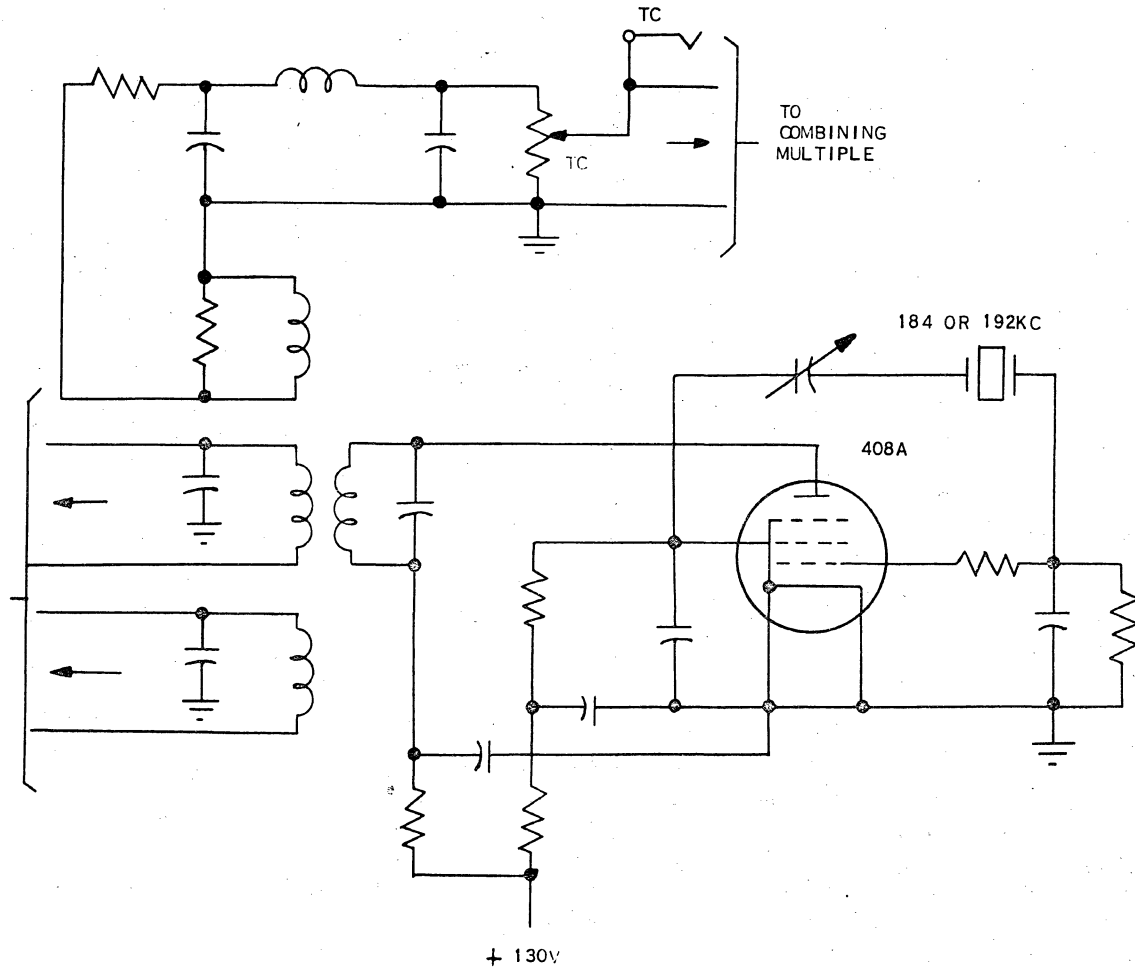 TC
TO
COMBINING
MULTIPLE
TC
184 OR 192KC
408A
+ 130V